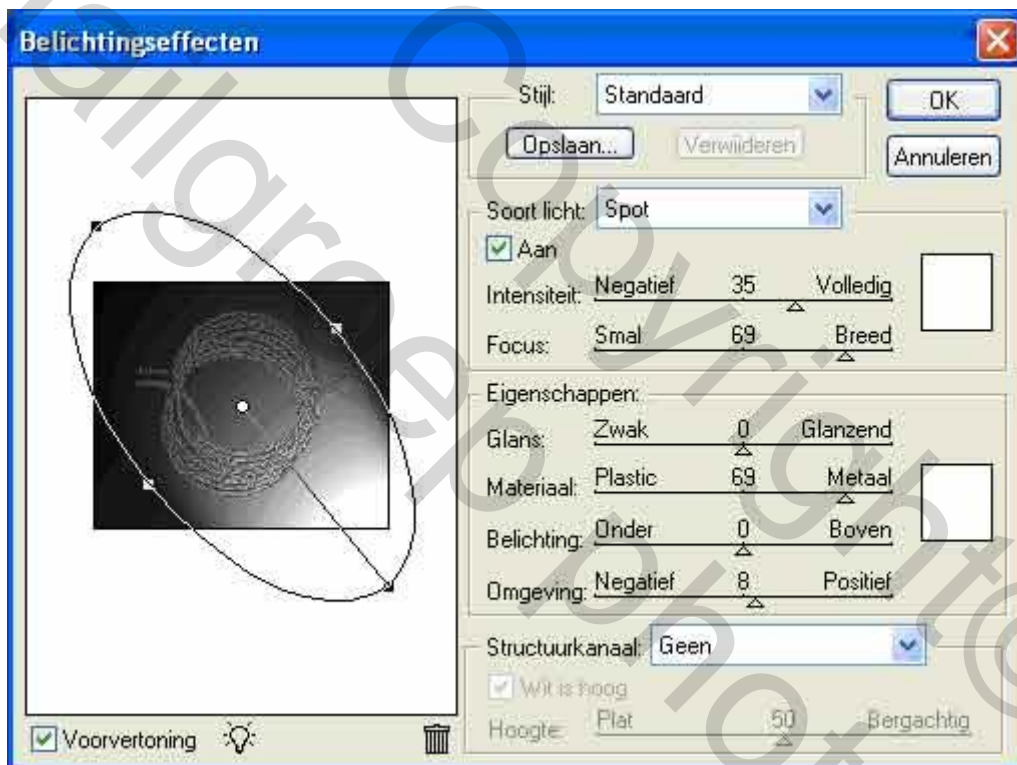 Belichtingseffecten
Stijl: Standaard
OK
Opslaan... Verwijderen
Annuleren
Soort licht: Spot
Aan
Intensiteit: Negatief 35 Volledig
Focus: Smal 69 Breed
Eigenschappen:
Glans: Zwak 0 Glanzend
Materiaal: Plastic 69 Metaal
Belichting: Onder 0 Boven
Omgeving: Negatief 8 Positief
Structuurkanaal: Geen
Wit is hoog
Hoogte: Plat 50 Bergachtig
Voorvertoning
Copyright©